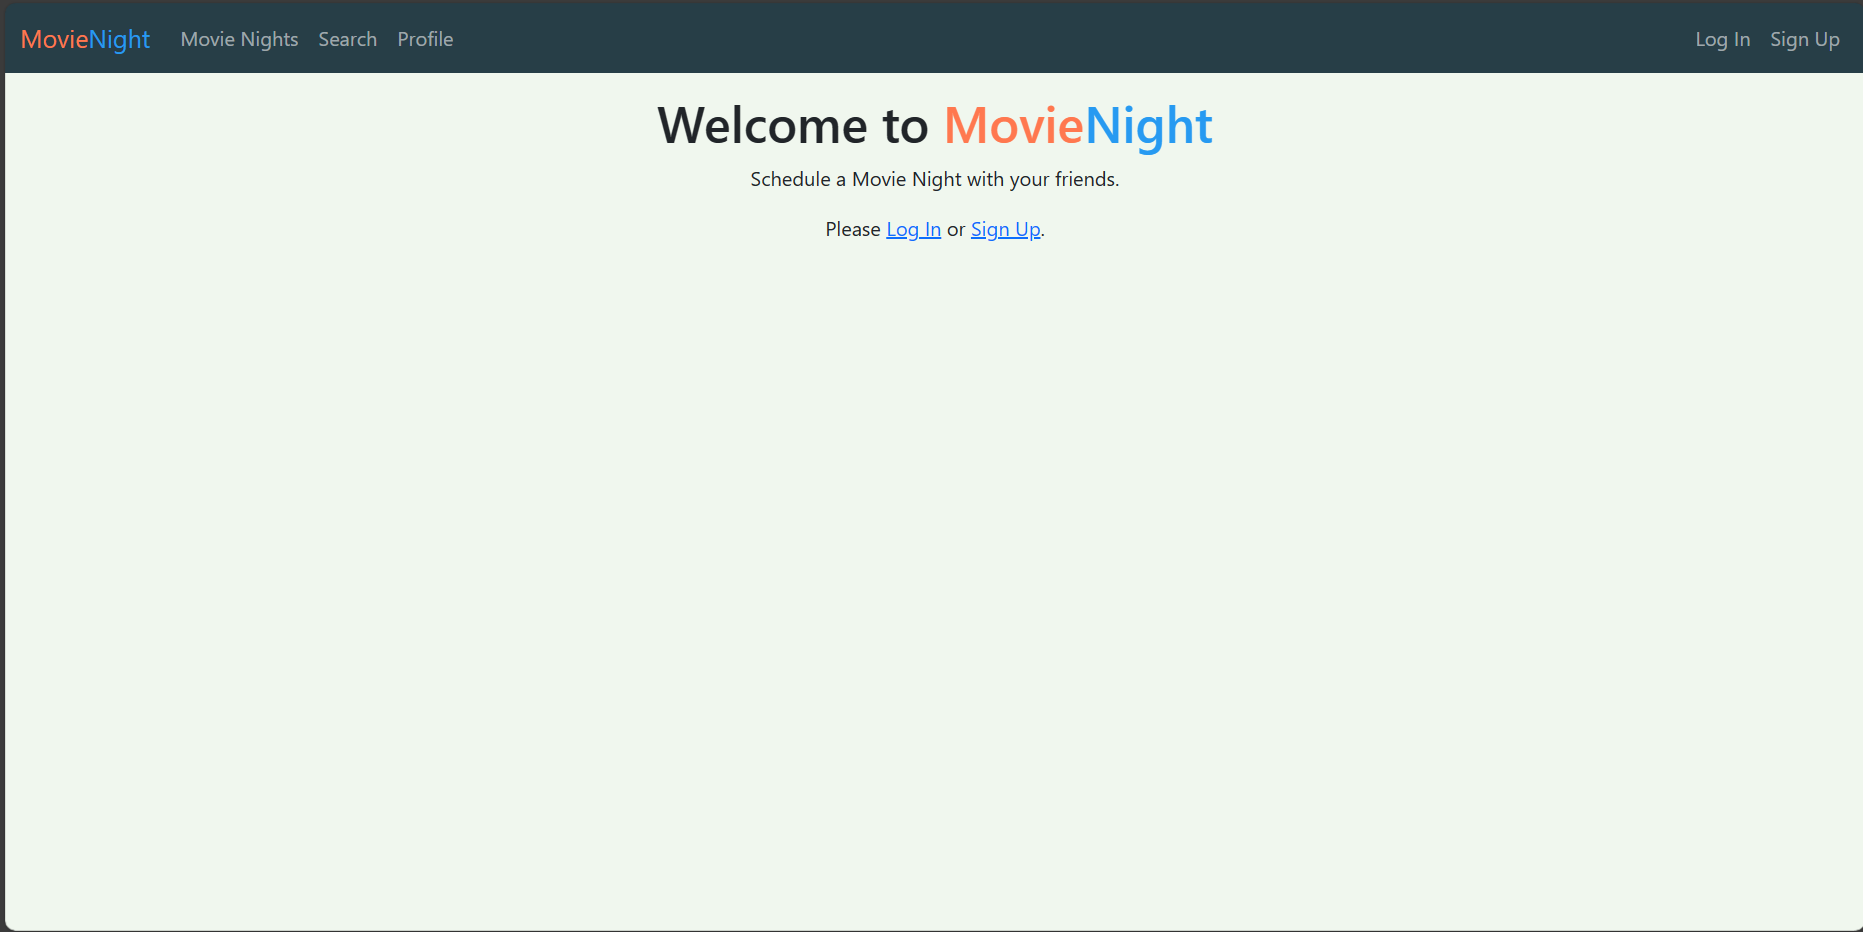 MovieNight Movie Nights Search Profile Log In Sign Up
Welcome to MovieNight
Schedule a Movie Night with your friends.
Please Log In or Sign Up.